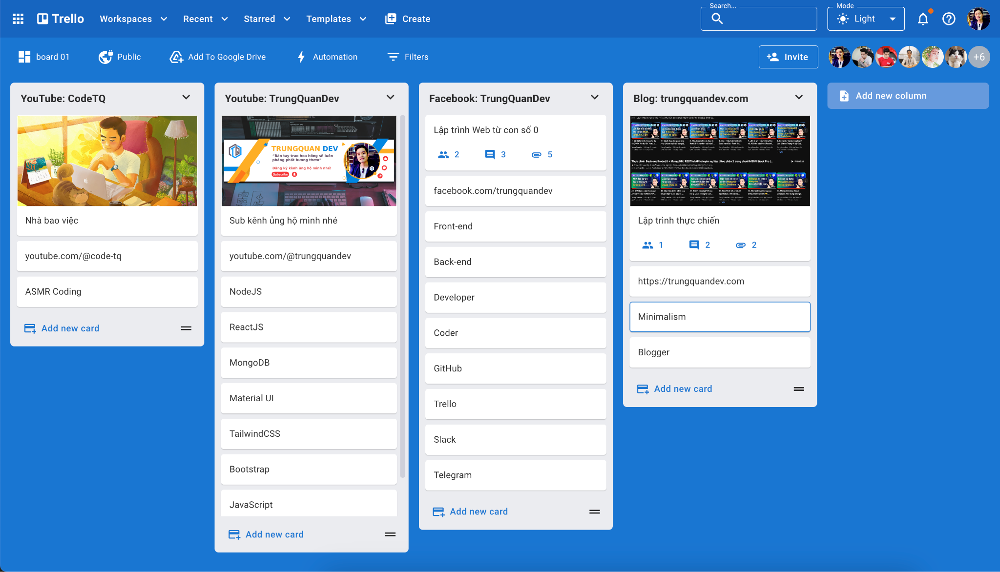 Trello
Workspaces
Recent
Starred
Templates
Create
Search...
Mode
Light
board 01
Public
Add To Google Drive
Automation
Filters
Invite
+6
YouTube: CodeTQ
Nhà bao việc
youtube.com/@code-tq
ASMR Coding
Add new card
Youtube: TrungQuanDev
TRUNGQUAN DEV
"Bàn tay trao hoa hồng sẽ luôn
phảng phất hương thơm"
Đăng ký kênh ủng hộ mình nhé!
Subscribe
Sub kênh ủng hộ mình nhé
youtube.com/@trungquandev
NodeJS
ReactJS
MongoDB
Material UI
TailwindCSS
Bootstrap
JavaScript
Add new card
Facebook: TrungQuanDev
Lập trình Web từ con số 0
2 3 5
facebook.com/trungquandev
Front-end
Back-end
Developer
Coder
GitHub
Trello
Slack
Telegram
Add new card
Blog: trungquandev.com
Lập trình thực chiến
1 2 2
https://trungquandev.com
Minimalism
Blogger
Add new card
Add new column